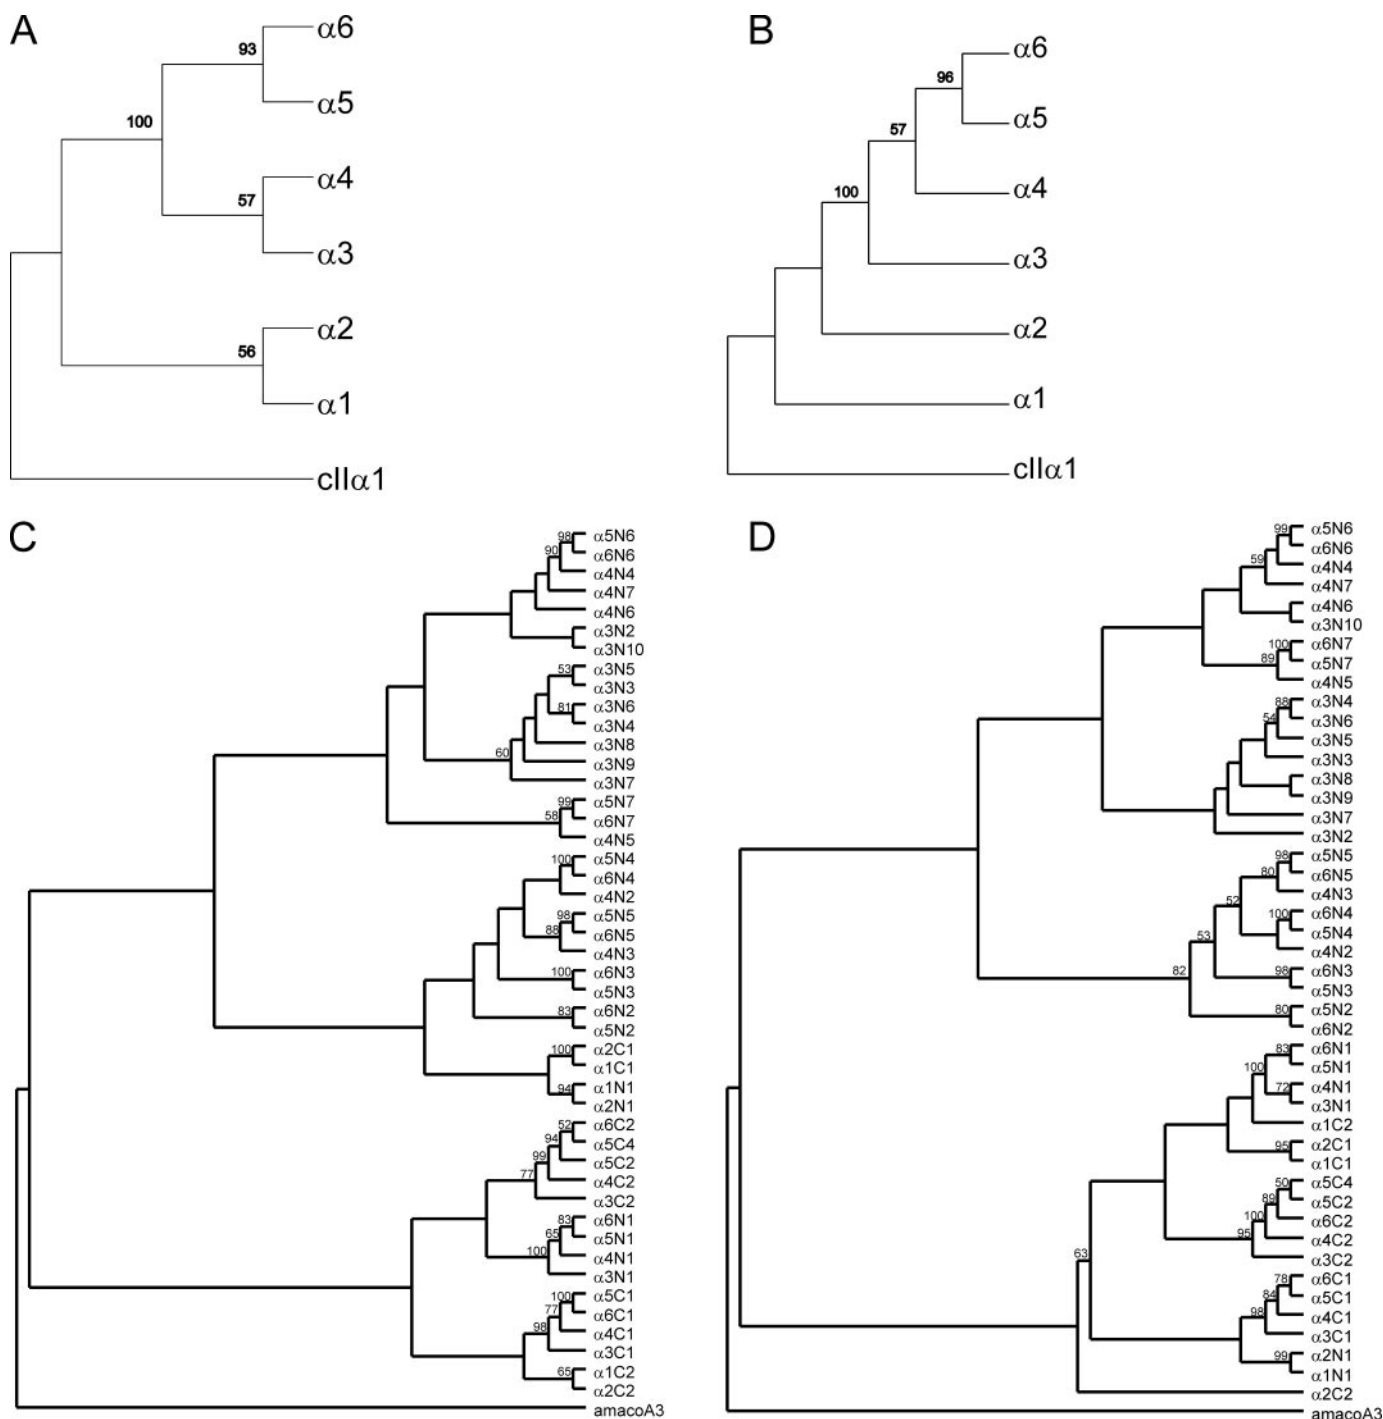 A
α6
93
α5
100
α4
57
α3
α2
56
α1
cIIα1
B
α6
96
α5
57
α4
100
α3
α2
α1
cIIα1
C
98
α5N6
90
α6N6
α4N4
α4N7
α4N6
α3N2
α3N10
53
α3N5
α3N3
81
α3N6
α3N4
α3N8
60
α3N9
α3N7
99
α5N7
58
α6N7
α4N5
100
α5N4
α6N4
α4N2
98
α5N5
88
α6N5
α4N3
100
α6N3
α5N3
83
α6N2
α5N2
100
α2C1
α1C1
94
α1N1
α2N1
52
α6C2
94
α5C4
99
α5C2
77
α4C2
α3C2
83
α6N1
65
α5N1
100
α4N1
α3N1
100
α5C1
77
α6C1
98
α4C1
α3C1
65
α1C2
α2C2
amacoA3
D
99
α5N6
α6N6
59
α4N4
α4N7
α4N6
α3N10
100
α6N7
89
α5N7
α4N5
88
α3N4
54
α3N6
α3N5
α3N3
α3N8
α3N9
α3N7
α3N2
98
α5N5
80
α6N5
α4N3
52
100
α6N4
α5N4
53
α4N2
82
98
α6N3
α5N3
80
α5N2
α6N2
83
α6N1
100
α5N1
72
α4N1
α3N1
α1C2
95
α2C1
α1C1
50
α5C4
89
α5C2
100
α6C2
95
α4C2
63
α3C2
78
α6C1
84
α5C1
98
α4C1
α3C1
99
α2N1
α1N1
α2C2
amacoA3